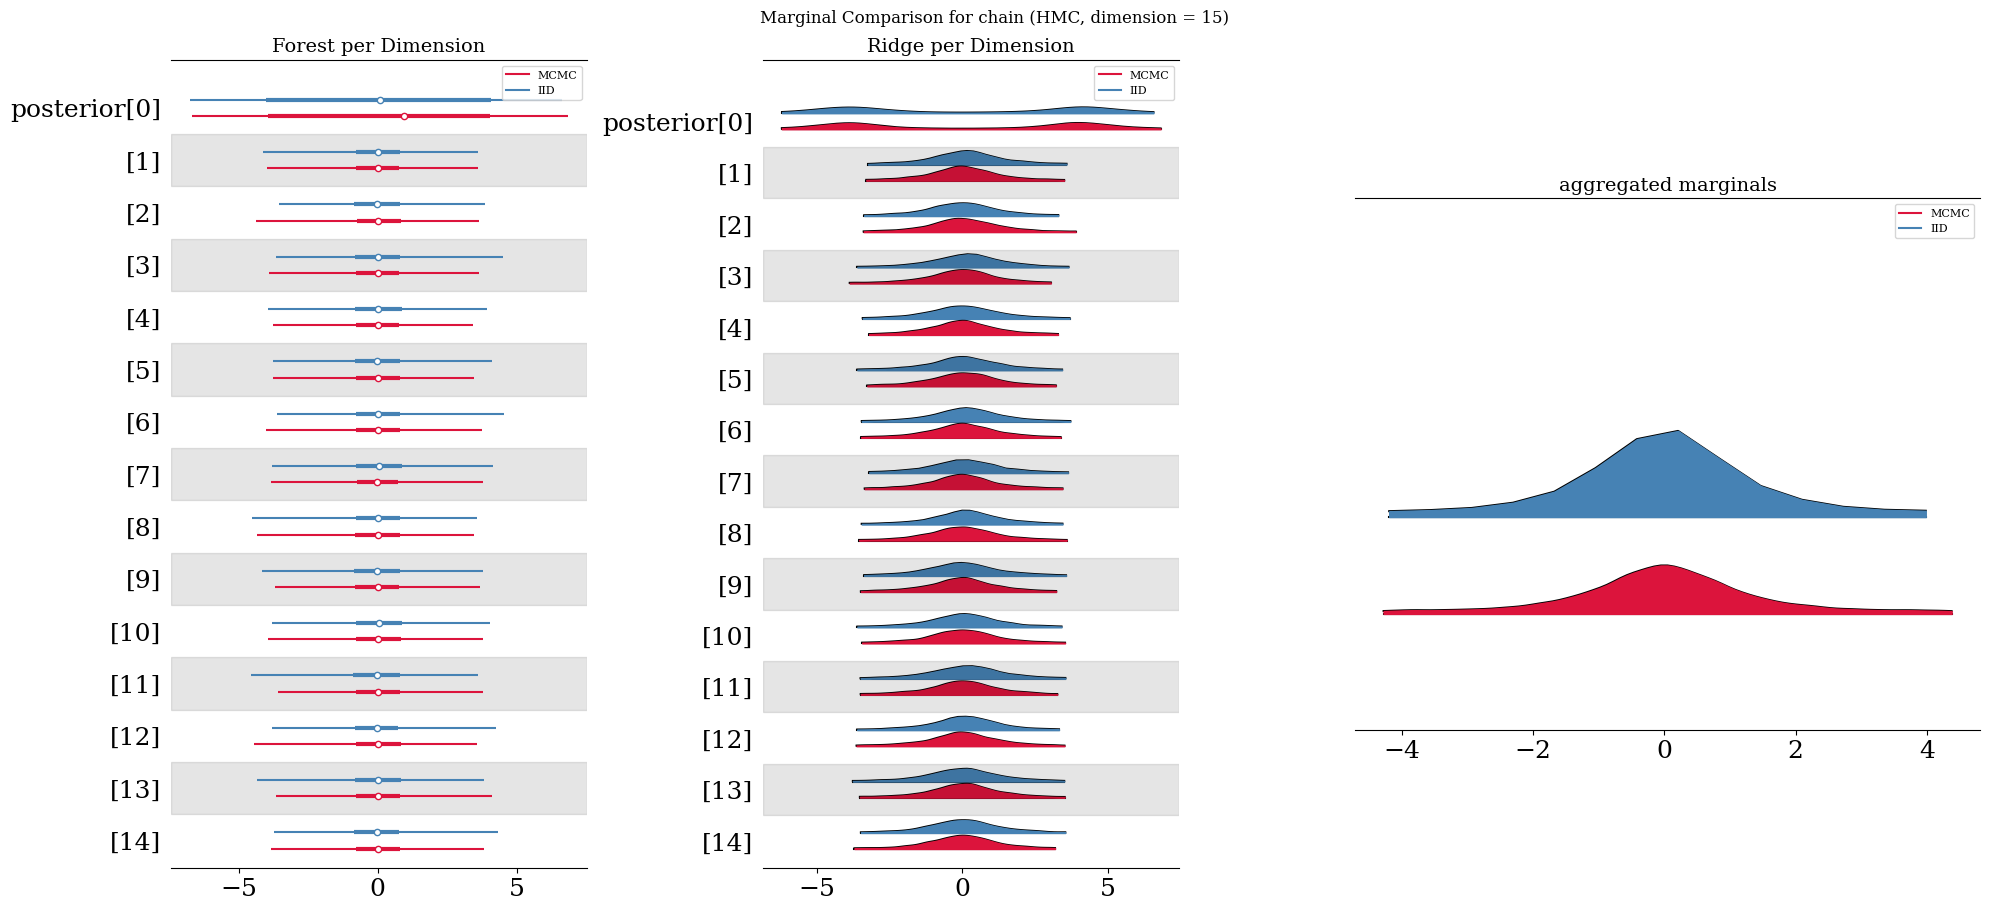 Marginal Comparison for chain (HMC, dimension = 15)
Forest per Dimension
MCMC
IID
posterior[0]
[1]
[2]
[3]
[4]
[5]
[6]
[7]
[8]
[9]
[10]
[11]
[12]
[13]
[14]
−5 0 5
Ridge per Dimension
MCMC
IID
posterior[0]
[1]
[2]
[3]
[4]
[5]
[6]
[7]
[8]
[9]
[10]
[11]
[12]
[13]
[14]
−5 0 5
aggregated marginals
MCMC
IID
−4 −2 0 2 4